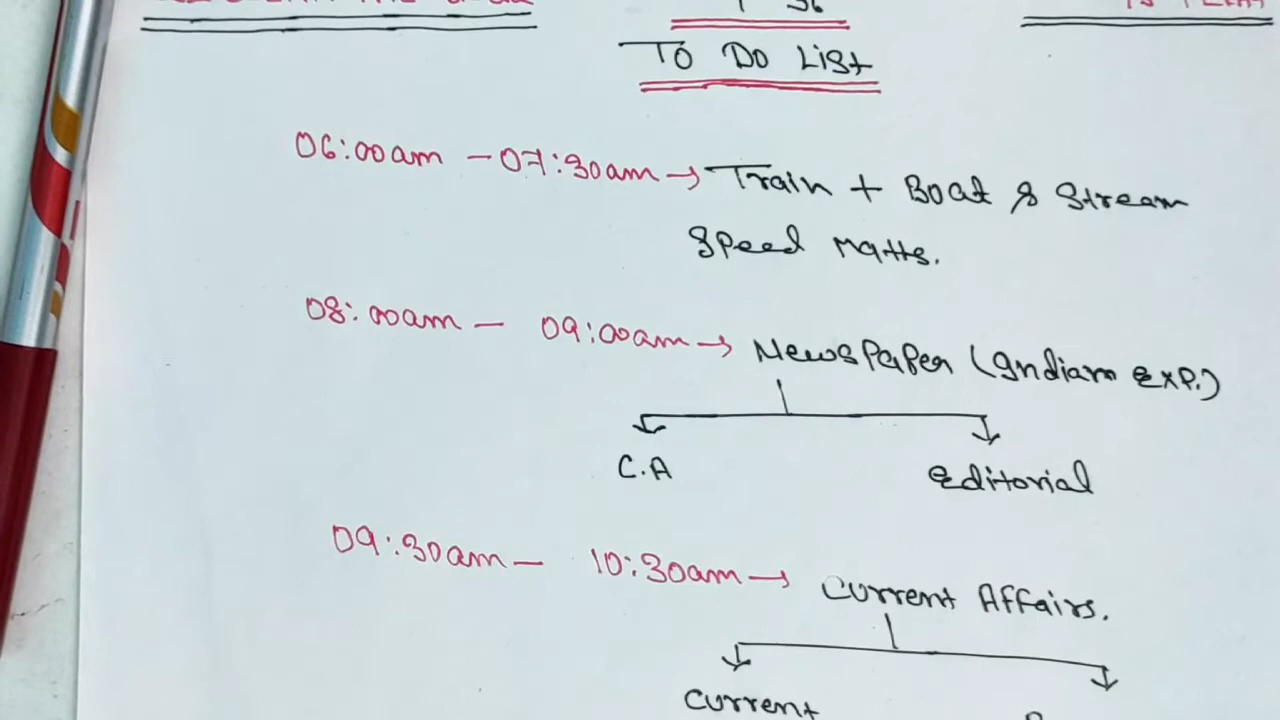 TO DO List
06:00am - 07:30am → Train + Boat & Stream
Speed Maths.
08:00am - 09:00am → Newspaper (Indian Exp.)
C.A
Editorial
09:30am - 10:30am → Current Affairs.
Current